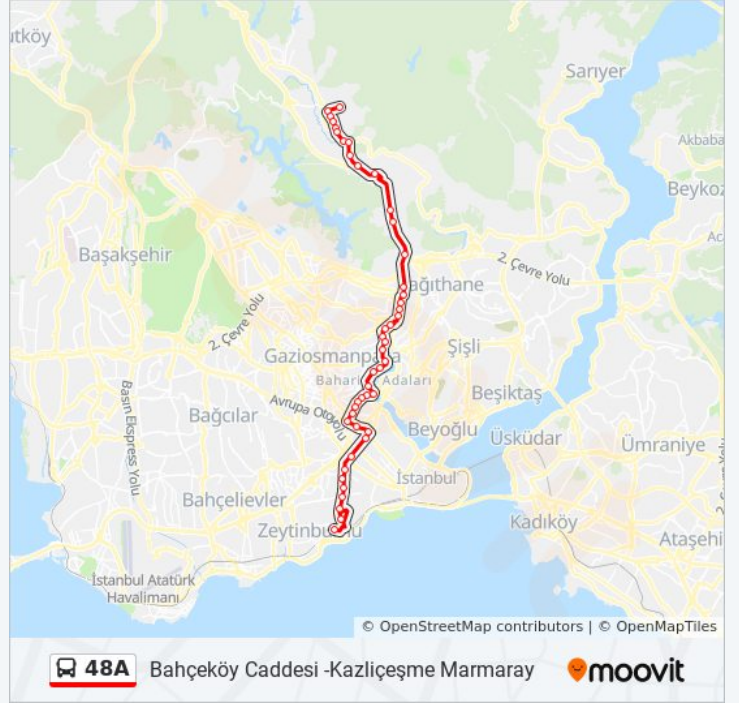 Sarıyer
Akbaba
Beykoz
Başakşehir
2. Çevre Yolu
ağıthane
2. Çevre Yolu
Gaziosmanpaşa
Şişli
Bahariye Adaları
Beşiktaş
Basın Ekspress Yolu
Avrupa Otoyolu
Bağcılar
Beyoğlu
Üsküdar
Ümraniye
İstanbul
Bahçelievler
Kadıköy
Zeytinburnu
Ataşehi
İstanbul Atatürk
Havalimanı
© OpenStreetMap contributors | © OpenMapTiles
48A Bahçeköy Caddesi -Kazliçeşme Marmaray moovit